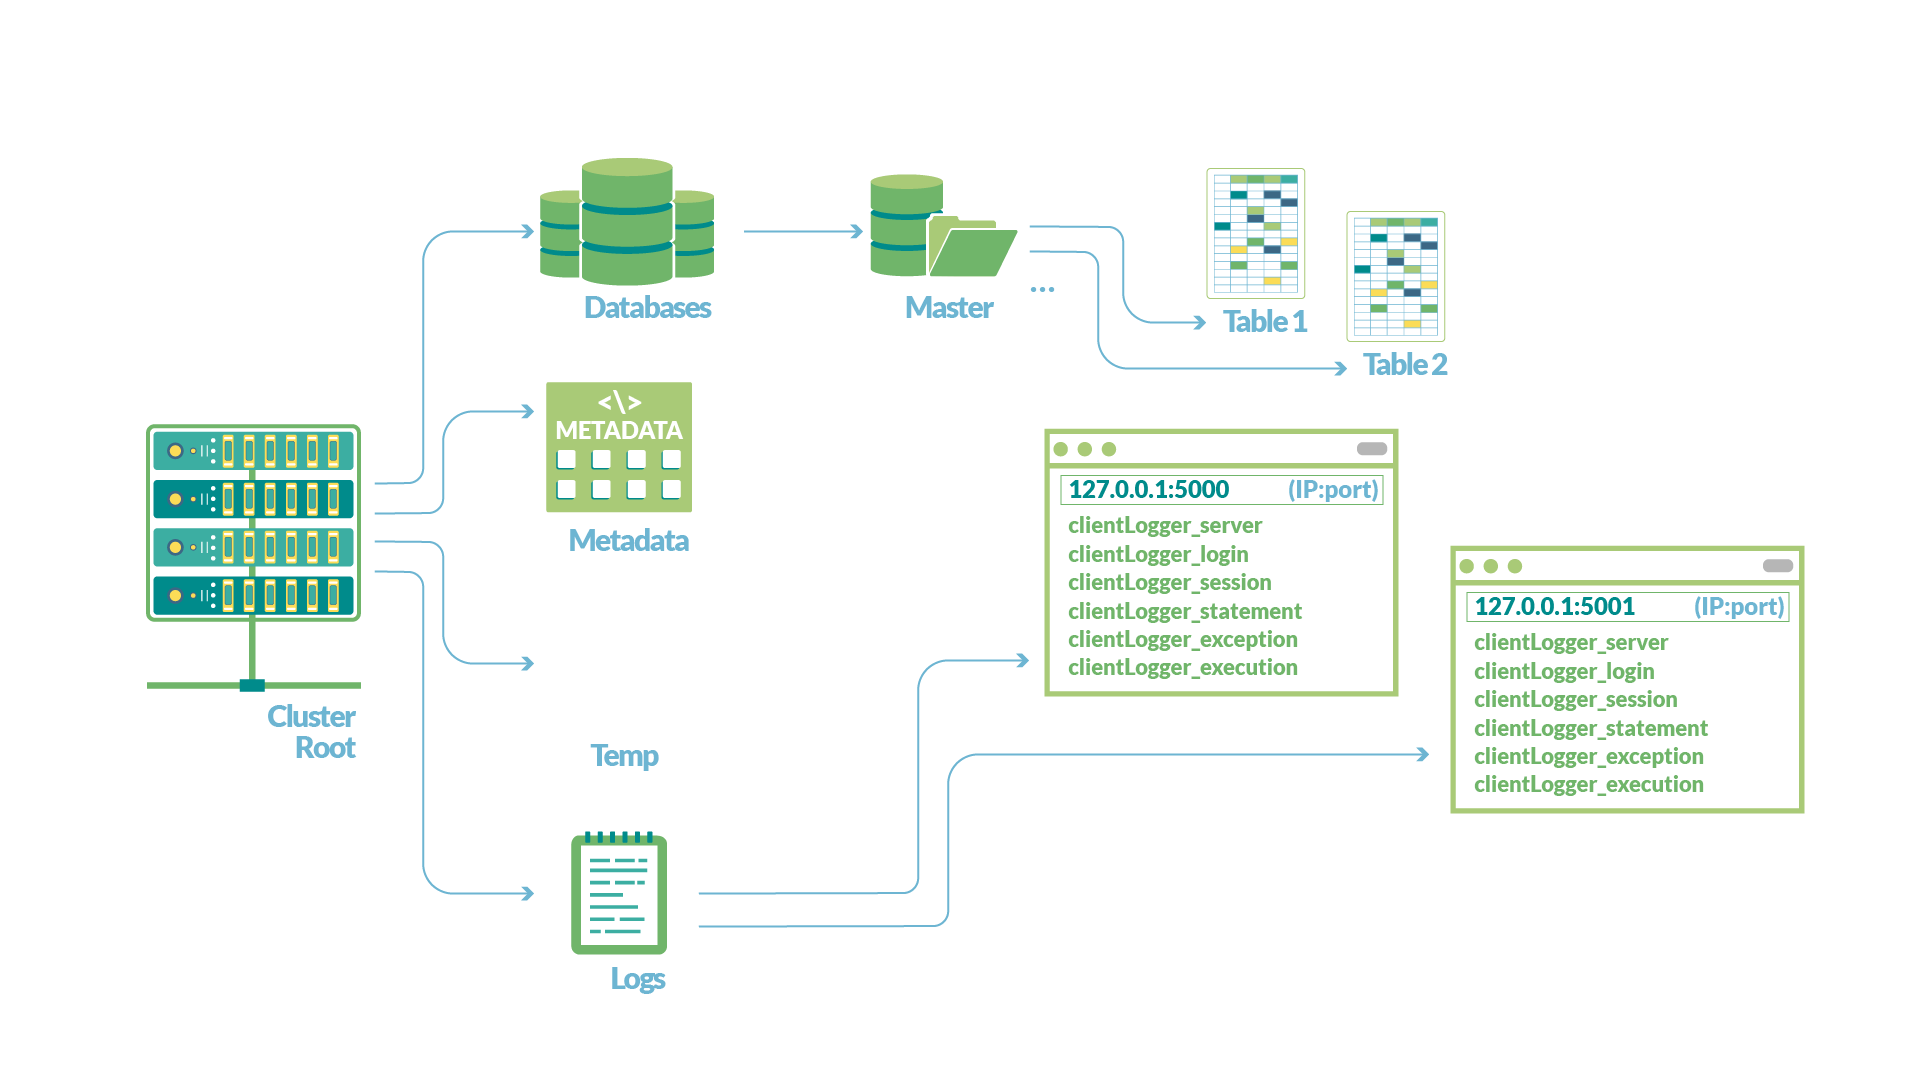 Databases
Master
...
Table 1
Table 2
<\>
METADATA
Metadata
Cluster
Root
Temp
Logs
127.0.0.1:5000 (IP:port)
clientLogger_server
clientLogger_login
clientLogger_session
clientLogger_statement
clientLogger_exception
clientLogger_execution
127.0.0.1:5001 (IP:port)
clientLogger_server
clientLogger_login
clientLogger_session
clientLogger_statement
clientLogger_exception
clientLogger_execution